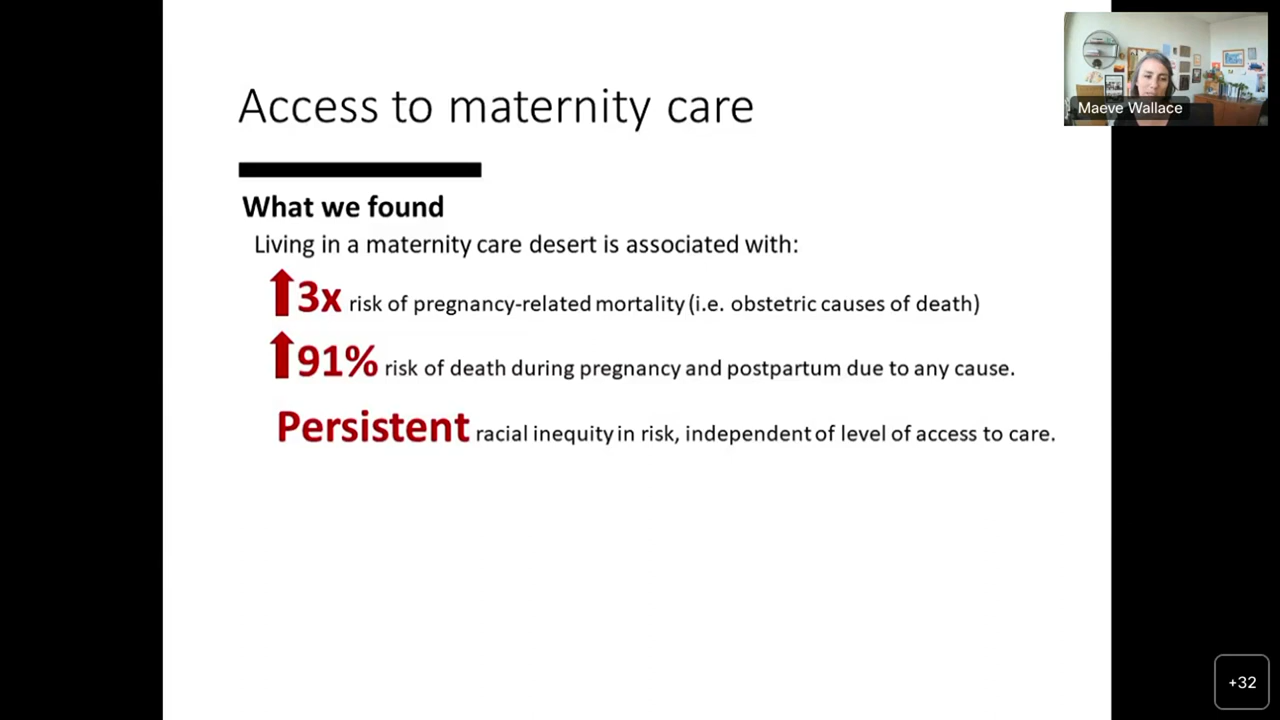 Access to maternity care
Maeve Wallace
What we found
Living in a maternity care desert is associated with:
3x risk of pregnancy-related mortality (i.e. obstetric causes of death)
91% risk of death during pregnancy and postpartum due to any cause.
Persistent racial inequity in risk, independent of level of access to care.
+32